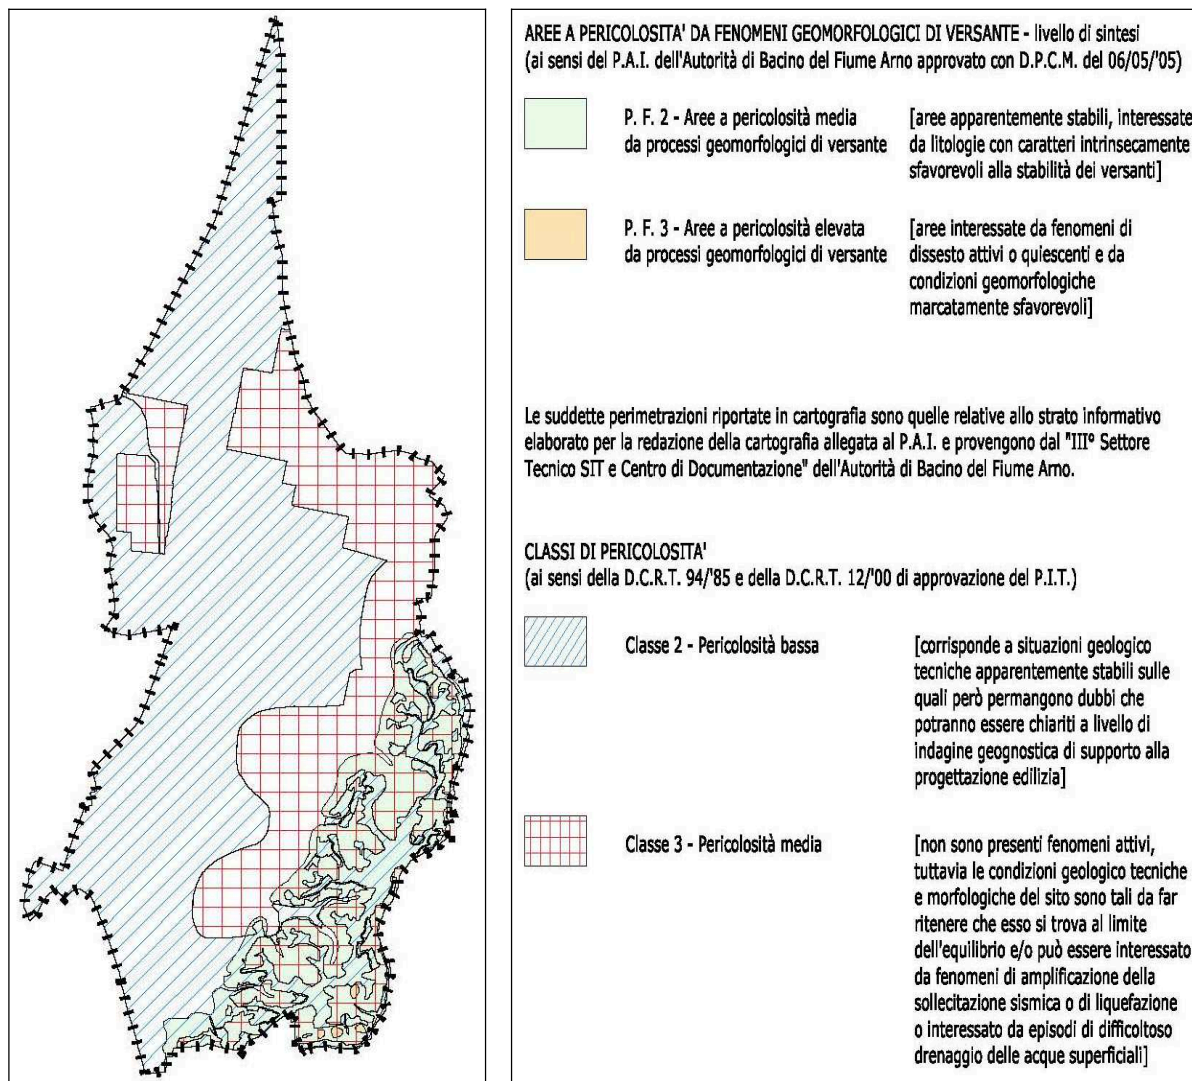 AREE A PERICOLOSITA' DA FENOMENI GEOMORFOLOGICI DI VERSANTE - livello di sintesi
(ai sensi del P.A.I. dell'Autorità di Bacino del Fiume Arno approvato con D.P.C.M. del 06/05/'05)
P. F. 2 - Aree a pericolosità media
da processi geomorfologici di versante
[aree apparentemente stabili, interessate
da litologie con caratteri intrinsecamente
sfavorevoli alla stabilità dei versanti]
P. F. 3 - Aree a pericolosità elevata
da processi geomorfologici di versante
[aree interessate da fenomeni di
dissesto attivi o quiescenti e da
condizioni geomorfologiche
marcatamente sfavorevoli]
Le suddette perimetrazioni riportate in cartografia sono quelle relative allo strato informativo
elaborato per la redazione della cartografia allegata al P.A.I. e provengono dal "III° Settore
Tecnico SIT e Centro di Documentazione" dell'Autorità di Bacino del Fiume Arno.
CLASSI DI PERICOLOSITA'
(ai sensi della D.C.R.T. 94/'85 e della D.C.R.T. 12/'00 di approvazione del P.I.T.)
Classe 2 - Pericolosità bassa
[corrisponde a situazioni geologico
tecniche apparentemente stabili sulle
quali però permangono dubbi che
potranno essere chiariti a livello di
indagine geognostica di supporto alla
progettazione edilizia]
Classe 3 - Pericolosità media
[non sono presenti fenomeni attivi,
tuttavia le condizioni geologico tecniche
e morfologiche del sito sono tali da far
ritenere che esso si trova al limite
dell'equilibrio e/o può essere interessato
da fenomeni di amplificazione della
sollecitazione sismica o di liquefazione
o interessato da episodi di difficoltoso
drenaggio delle acque superficiali]